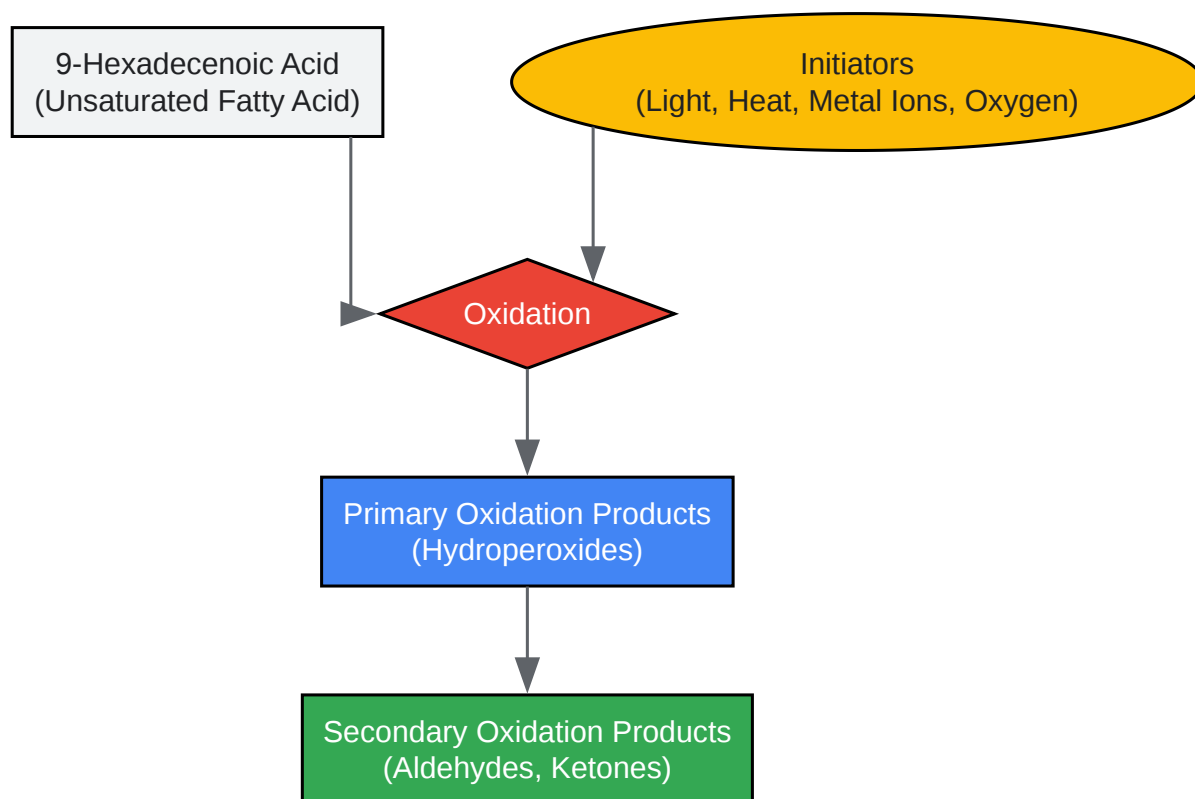 9-Hexadecenoic Acid
(Unsaturated Fatty Acid)
Initiators
(Light, Heat, Metal Ions, Oxygen)
Oxidation
Primary Oxidation Products
(Hydroperoxides)
Secondary Oxidation Products
(Aldehydes, Ketones)